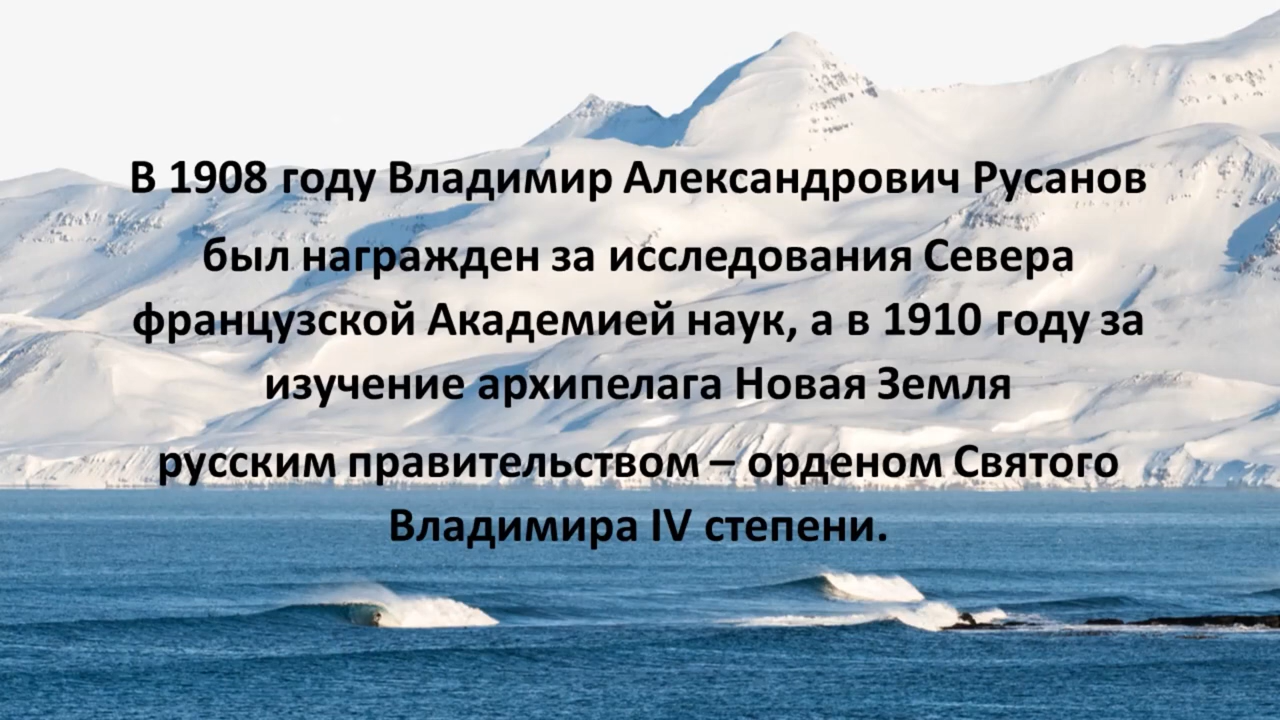 В 1908 году Владимир Александрович Русанов
был награжден за исследования Севера
французской Академией наук, а в 1910 году за
изучение архипелага Новая Земля
русским правительством – орденом Святого
Владимира IV степени.